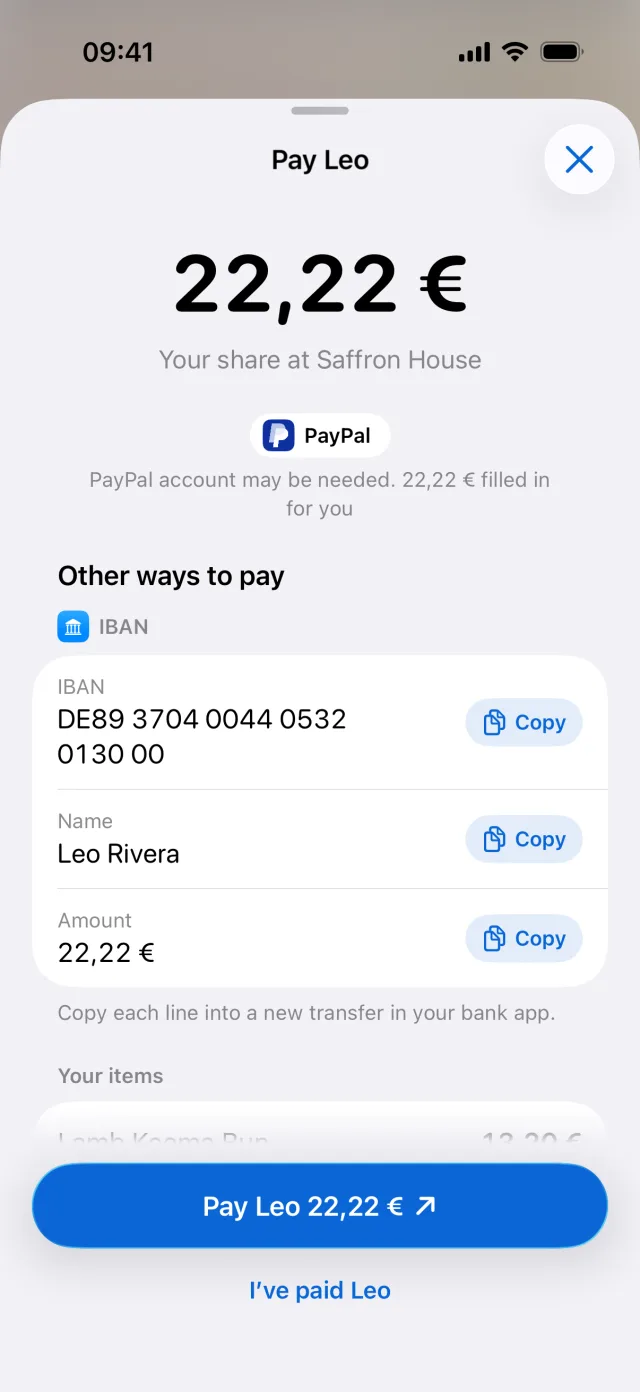 09:41
Pay Leo
22,22 €
Your share at Saffron House
PayPal
PayPal account may be needed. 22,22 € filled in
for you
Other ways to pay
IBAN
IBAN
DE89 3704 0044 0532
0130 00
Copy
Name
Leo Rivera
Copy
Amount
22,22 €
Copy
Copy each line into a new transfer in your bank app.
Your items
Pay Leo 22,22 €
I’ve paid Leo